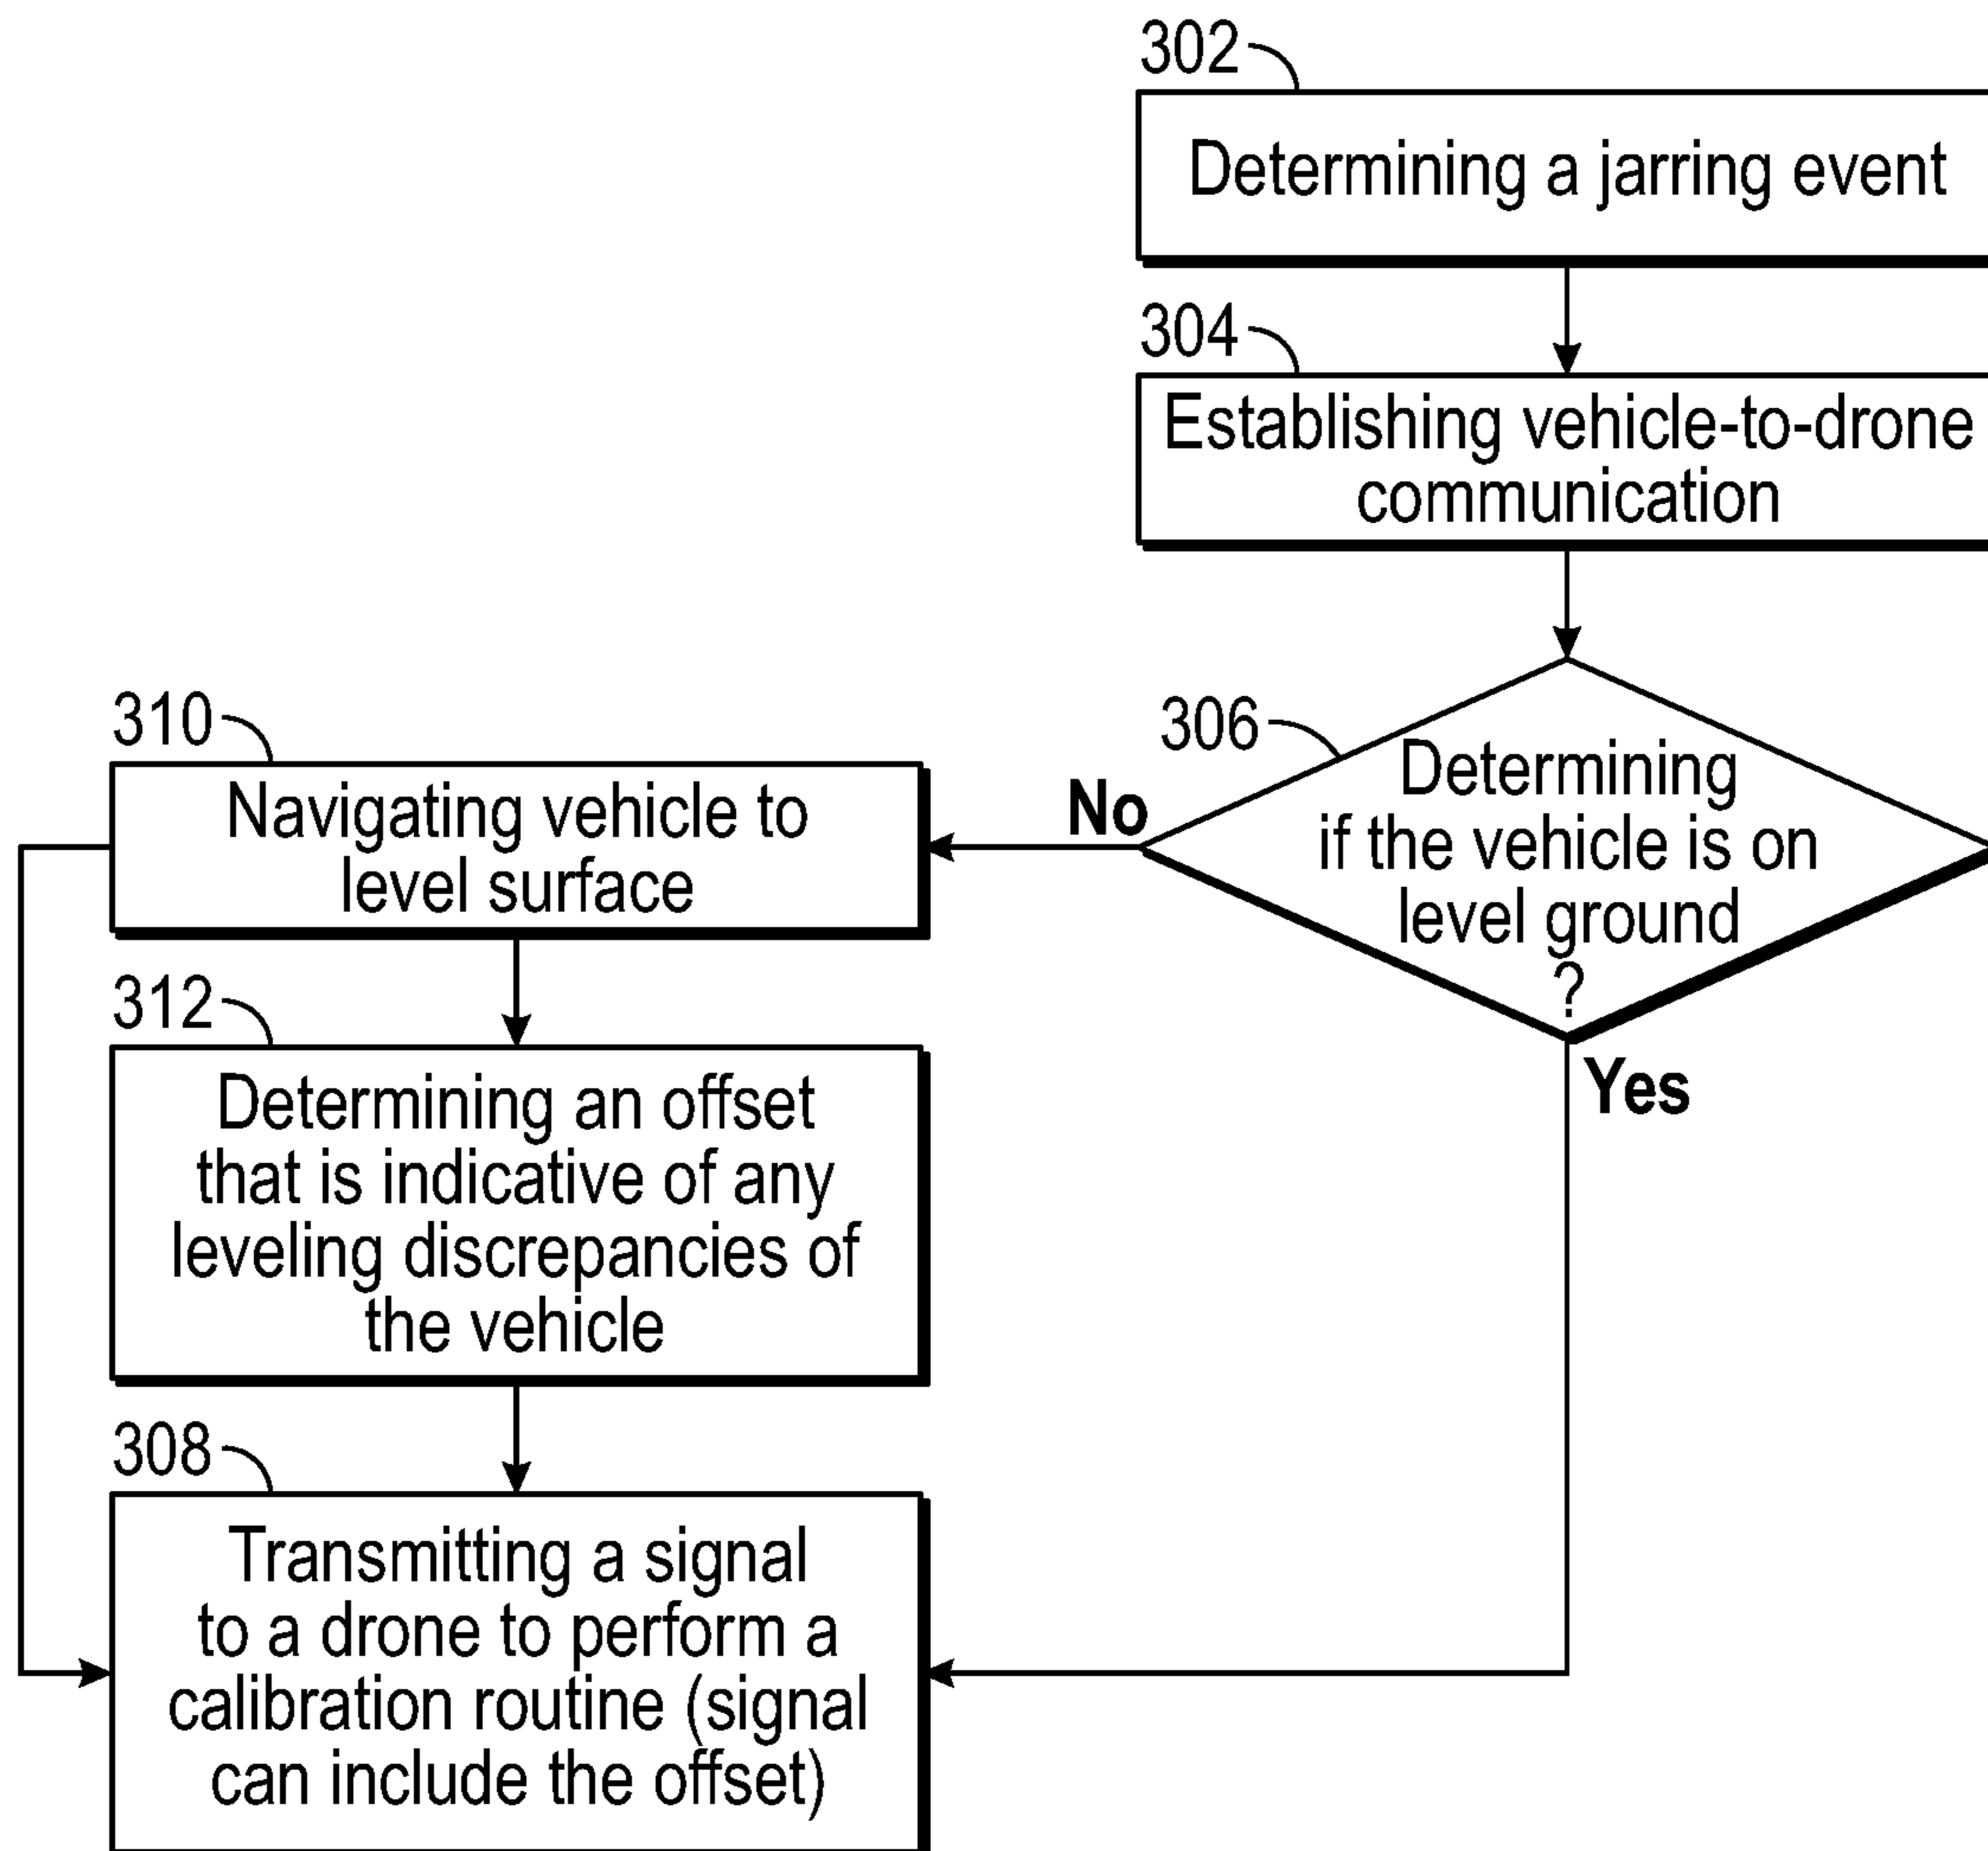 302
Determining a jarring event
304
Establishing vehicle-to-drone
communication
306
Determining
if the vehicle is on
level ground
?
No
Yes
310
Navigating vehicle to
level surface
312
Determining an offset
that is indicative of any
leveling discrepancies of
the vehicle
308
Transmitting a signal
to a drone to perform a
calibration routine (signal
can include the offset)